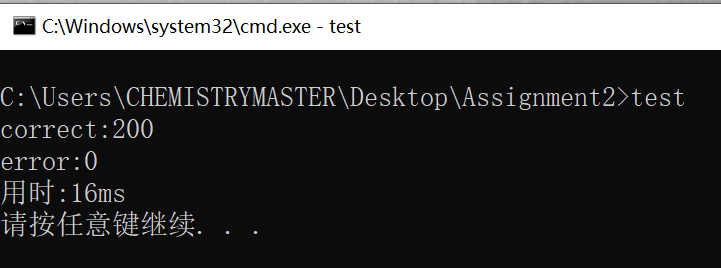 C:\Windows\system32\cmd.exe - test
C:\Users\CHEMISTRYMASTER\Desktop\Assignment2>test
correct:200
error:0
用时:16ms
请按任意键继续. . .